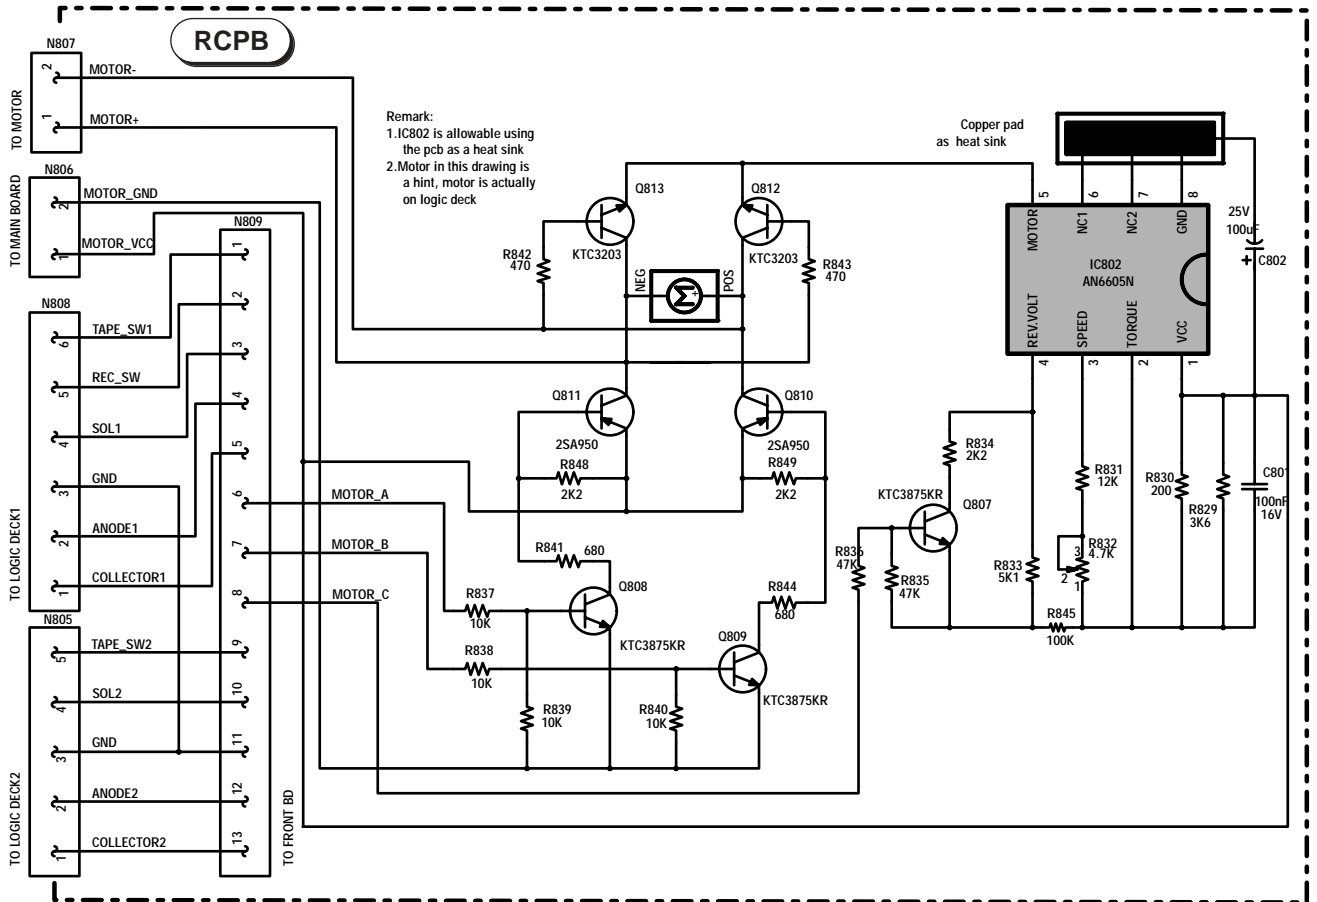 RCPB
N807
2
MOTOR-
1
MOTOR+
TO MOTOR
Remark:
1.IC802 is allowable using
the pcb as a heat sink
2.Motor in this drawing is
a hint, motor is actually
on logic deck
N806
2
MOTOR_GND
1
MOTOR_VCC
TO MAIN BOARD
N808
6
TAPE_SW1
5
REC_SW
4
SOL1
3
GND
2
ANODE1
1
COLLECTOR1
TO LOGIC DECK1
N805
5
TAPE_SW2
4
SOL2
3
GND
2
ANODE2
1
COLLECTOR2
TO LOGIC DECK2
N809
1
2
3
4
5
6
7
8
9
10
11
12
13
TO FRONT BD
MOTOR_A
MOTOR_B
MOTOR_C
Q813
KTC3203
Q812
KTC3203
R842
470
R843
470
NEG
POS
Σ
+
Q811
2SA950
Q810
2SA950
R848
2K2
R849
2K2
R841
680
Q808
KTC3875KR
R837
10K
R838
10K
R839
10K
R840
10K
Q809
KTC3875KR
R844
680
Copper pad
as heat sink
5
6
7
8
MOTOR
NC1
NC2
GND
IC802
AN6605N
REV.VOLT
SPEED
TORQUE
VCC
4
3
2
1
25V
100uF
+
C802
R834
2K2
KTC3875KR
Q807
R836
47K
R835
47K
R833
5K1
R831
12K
3
R832
4.7K
2
1
R845
100K
R830
200
R829
3K6
C801
100nF
16V